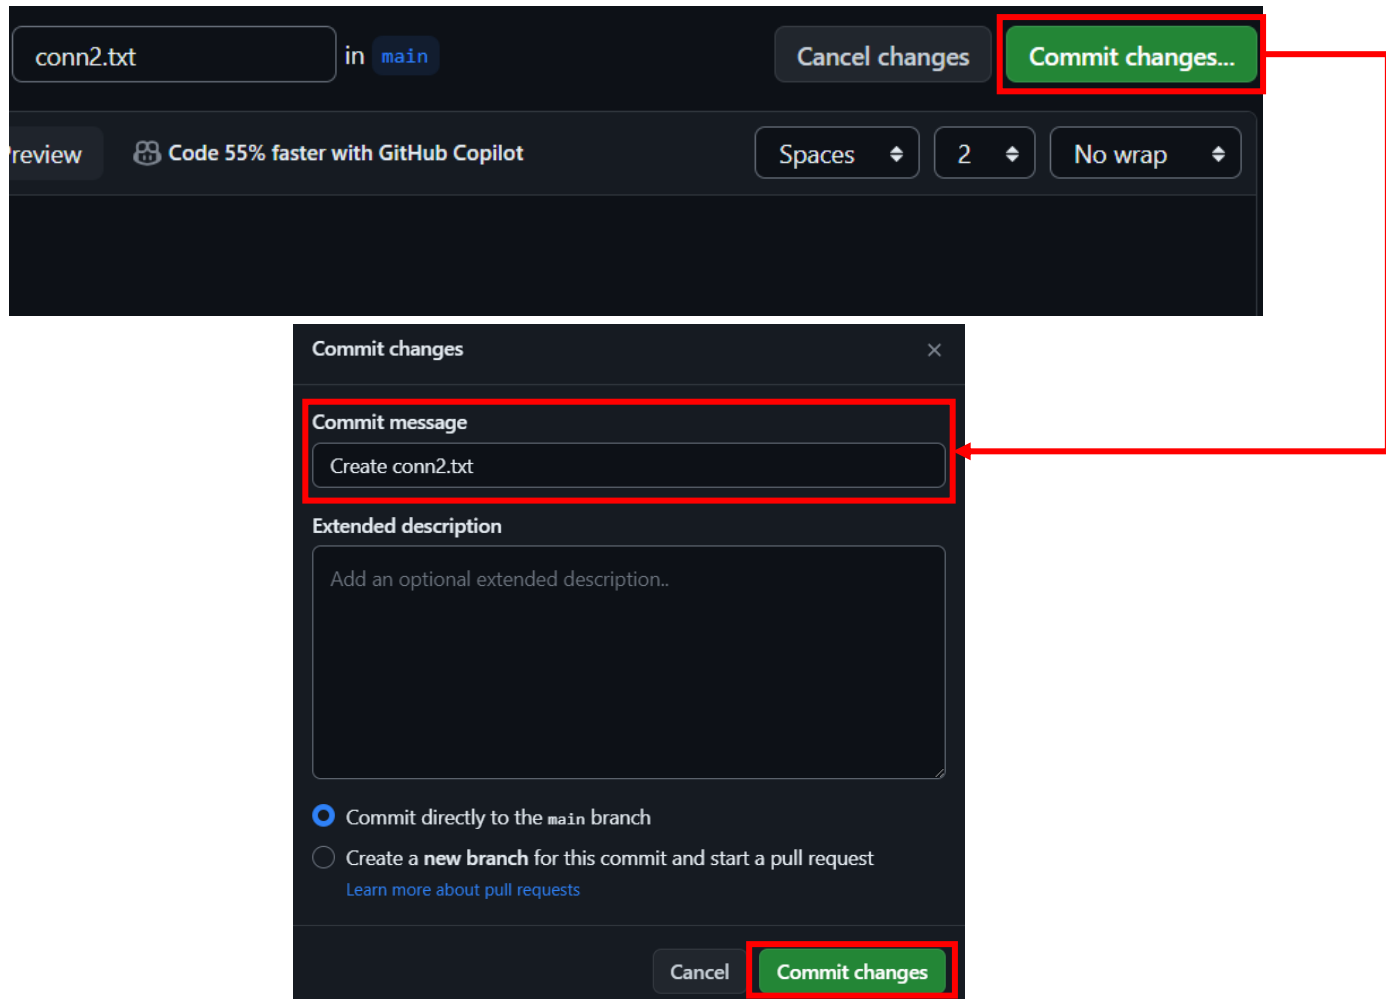 conn2.txt in main Cancel changes Commit changes...
Preview Code 55% faster with GitHub Copilot Spaces 2 No wrap
Commit changes
Commit message
Create conn2.txt
Extended description
Add an optional extended description..
Commit directly to the main branch
Create a new branch for this commit and start a pull request
Learn more about pull requests
Cancel Commit changes